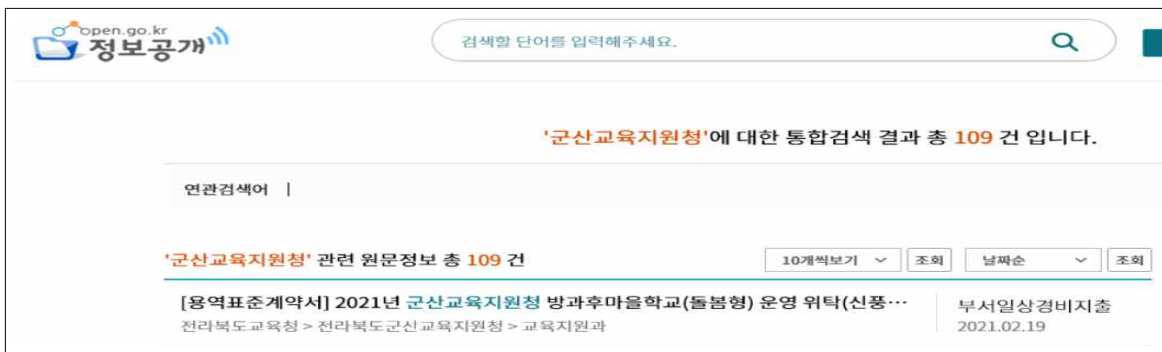 open.go.kr
정보공개
검색할 단어를 입력해주세요.
'군산교육지원청'에 대한 통합검색 결과 총 109 건 입니다.
연관검색어 |
'군산교육지원청' 관련 원문정보 총 109 건
10개씩보기 조회 날짜순 조회
[용역표준계약서] 2021년 군산교육지원청 방과후마을학교(돌봄형) 운영 위탁(신풍… 부서일상경비지출
전라북도교육청 > 전라북도군산교육지원청 > 교육지원과 2021.02.19